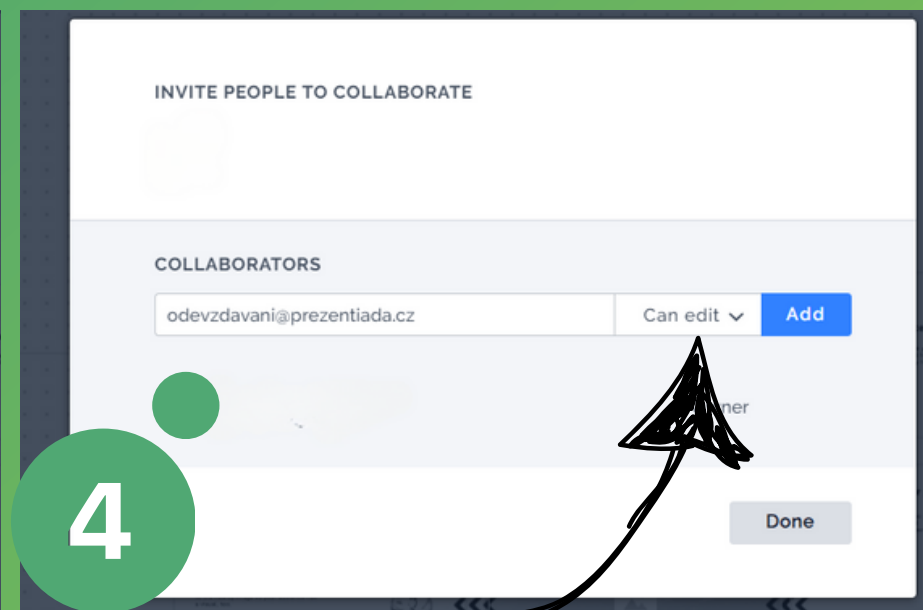 INVITE PEOPLE TO COLLABORATE
COLLABORATORS
odevzdavani@prezentiada.cz Can edit Add
4
Done